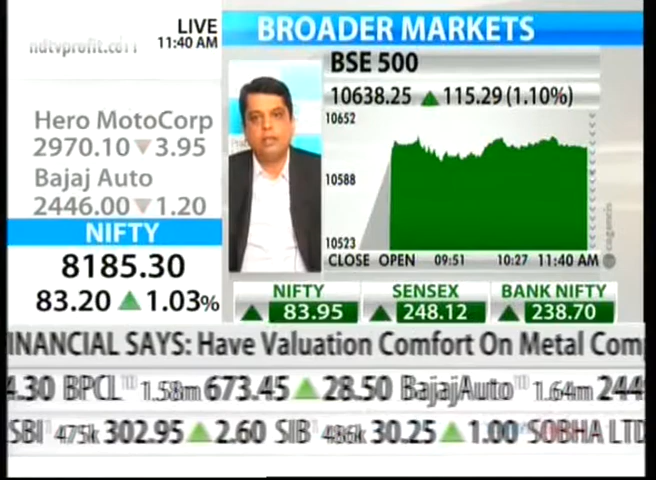 ndtvprofit.com
LIVE
11:40 AM
BROADER MARKETS
BSE 500
10638.25 ▲ 115.29 (1.10%)
10652
10588
10523
CLOSE OPEN 09:51 10:27 11:40 AM
cogencis
Hero MotoCorp
2970.10 ▼ 3.95
Bajaj Auto
2446.00 ▼ 1.20
NIFTY
8185.30
83.20 ▲ 1.03%
NIFTY
▲ 83.95
SENSEX
▲ 248.12
BANK NIFTY
▲ 238.70
INANCIAL SAYS: Have Valuation Comfort On Metal Com
4.30 BPCL 1.58m 673.45 ▲ 28.50 BajajAuto 1.64m 244
SBI 475k 302.95 ▲ 2.60 SIB 486k 30.25 ▲ 1.00 SOBHA LTD